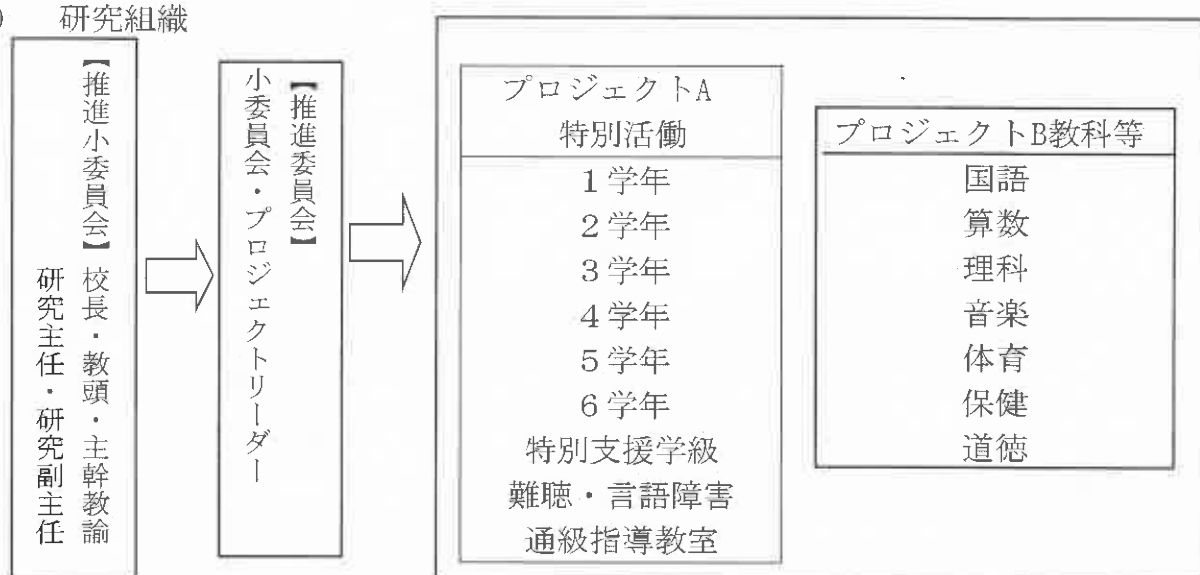 ) 研究組織
【推進小委員会】校長・教頭・主幹教諭
研究主任・研究副主任
【推進委員会】
小委員会・プロジェクトリーダー
プロジェクトA
特別活働
1学年
2学年
3学年
4学年
5学年
6学年
特別支援学級
難聴・言語障害
通級指導教室
プロジェクトB教科等
国語
算数
理科
音楽
体育
保健
道徳